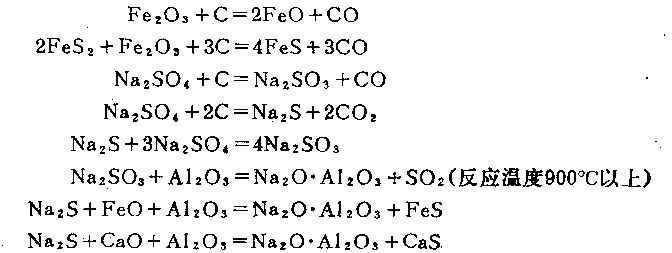 Fe₂O₃+C=2FeO+CO
2FeS₂+Fe₂O₃+3C=4FeS+3CO
Na₂SO₄+C=Na₂SO₃+CO
Na₂SO₄+2C=Na₂S+2CO₂
Na₂S+3Na₂SO₄=4Na₂SO₃
Na₂SO₃+Al₂O₃=Na₂O·Al₂O₃+SO₂(反应温度900°C以上)
Na₂S+FeO+Al₂O₃=Na₂O·Al₂O₃+FeS
Na₂S+CaO+Al₂O₃=Na₂O·Al₂O₃+CaS